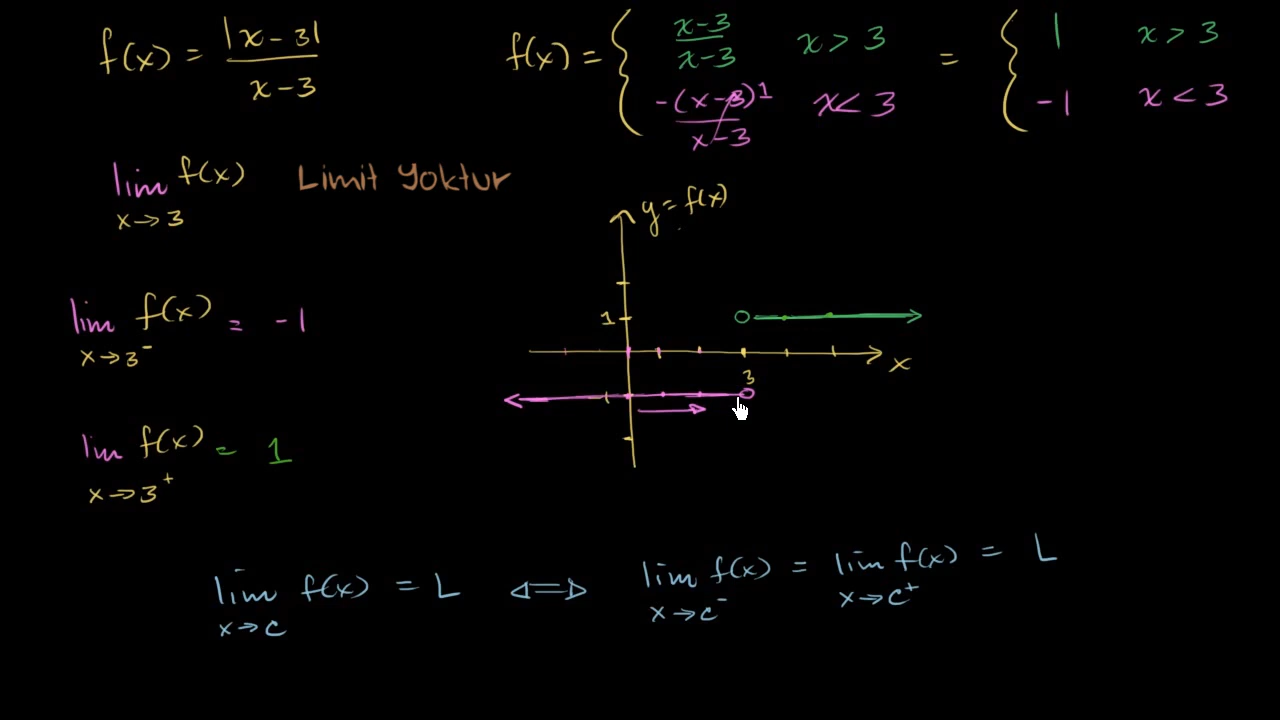 f(x) = |x-3| / x-3
f(x) = { x-3 / x-3 x > 3 = { 1 x > 3
-(x-3) 1 / x-3 x < 3 -1 x < 3
lim x→3 f(x) Limit Yoktur
y = f(x)
lim x→3⁻ f(x) = -1
1
x
3
lim x→3⁺ f(x) = 1
lim x→c f(x) = L ⇔ lim x→c⁻ f(x) = lim x→c⁺ f(x) = L